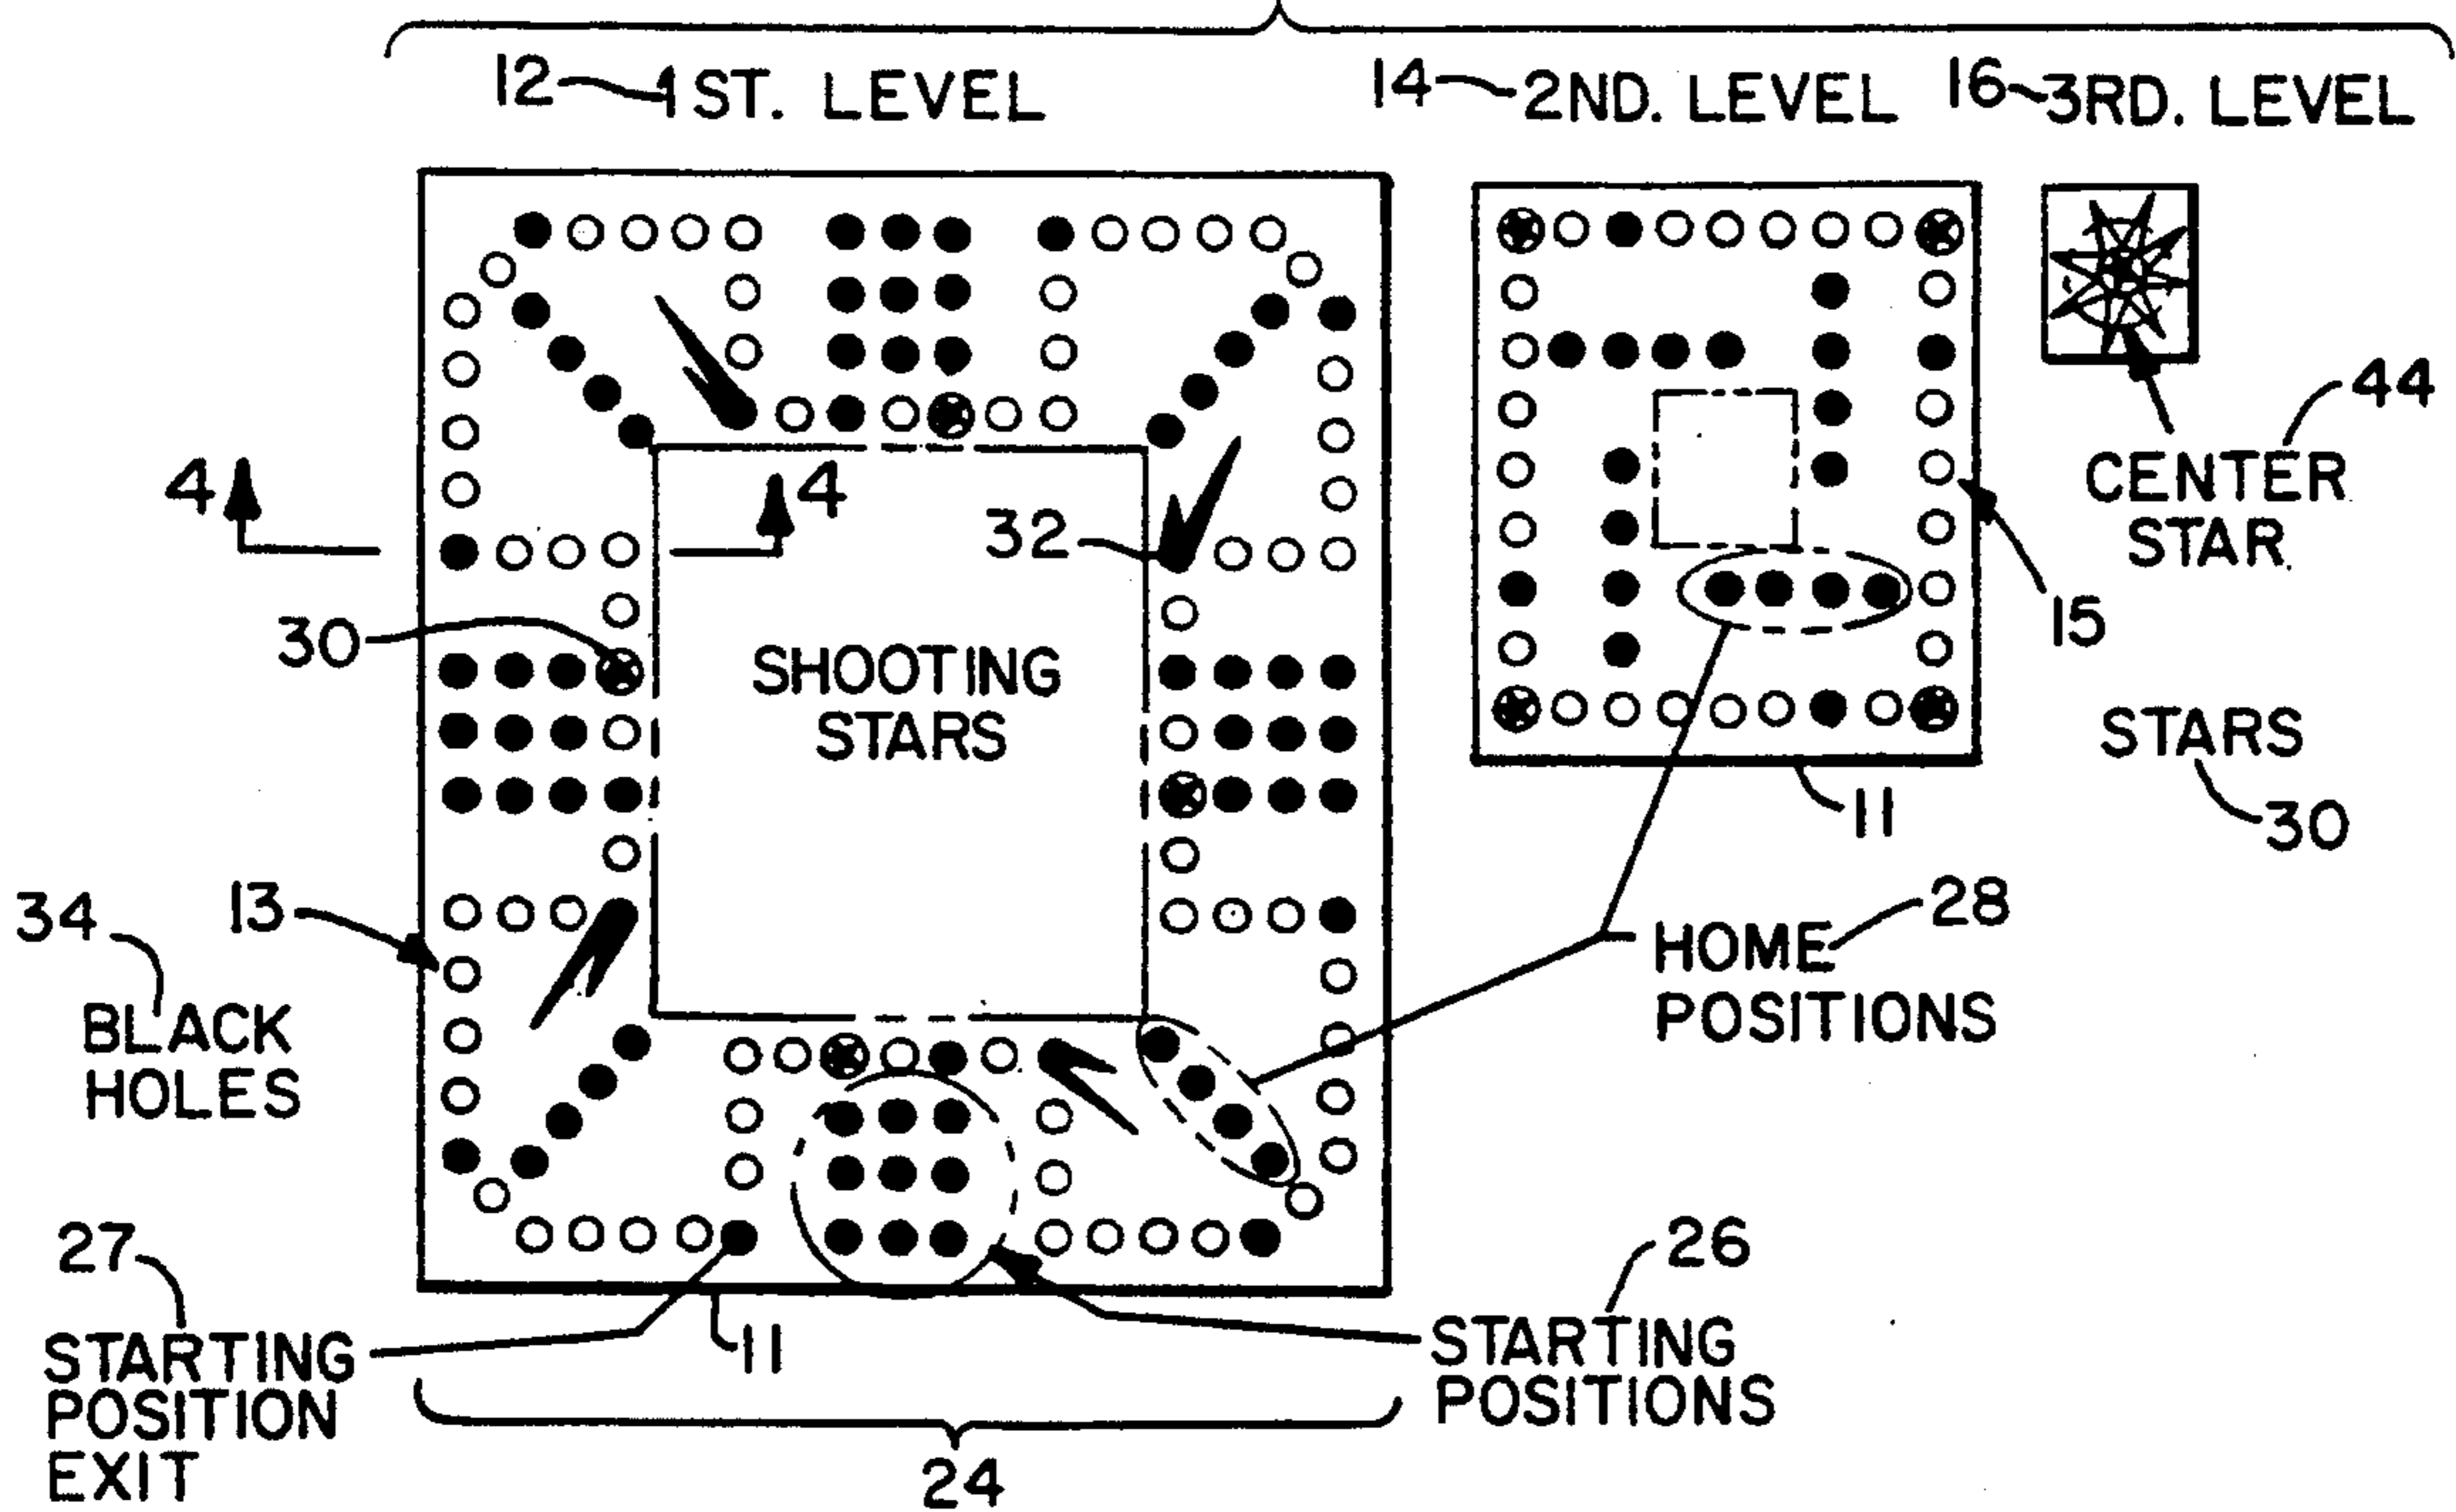 12 1ST. LEVEL 14 2ND. LEVEL 16 3RD. LEVEL
44
CENTER
STAR
4 4
32
30
SHOOTING
STARS
15
STARS
30
11
34 13
BLACK
HOLES
28
HOME
POSITIONS
27
STARTING
POSITION
EXIT
11
26
STARTING
POSITIONS
24